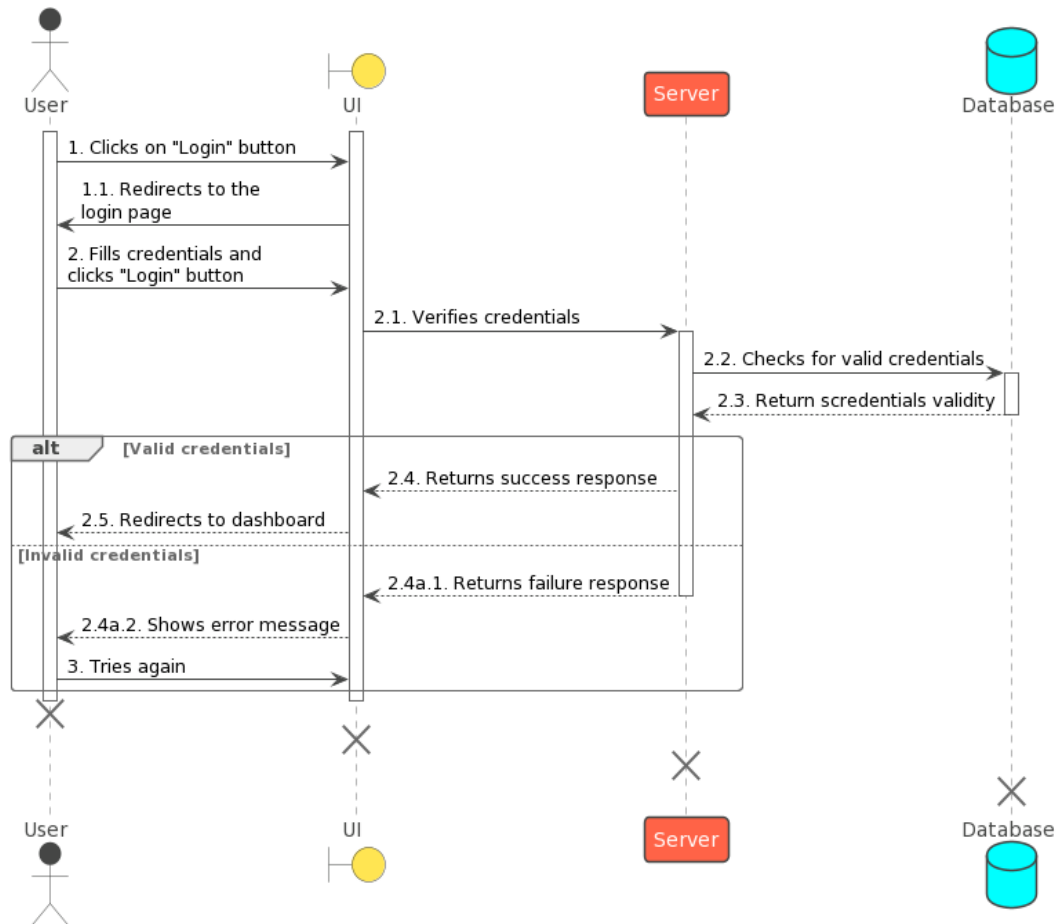 User
UI
Server
Database
1. Clicks on "Login" button
1.1. Redirects to the
login page
2. Fills credentials and
clicks "Login" button
2.1. Verifies credentials
2.2. Checks for valid credentials
2.3. Return scredentials validity
alt
[Valid credentials]
2.4. Returns success response
2.5. Redirects to dashboard
[Invalid credentials]
2.4a.1. Returns failure response
2.4a.2. Shows error message
3. Tries again
User
UI
Server
Database